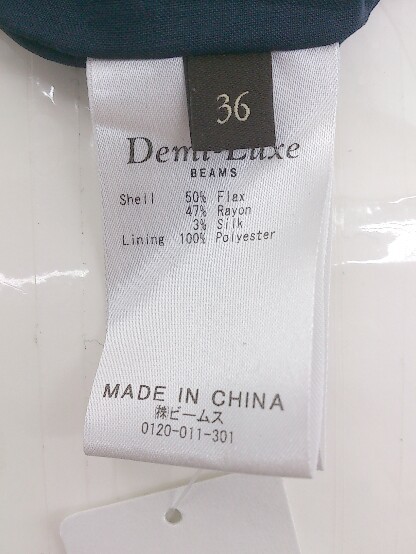 36
Demi-Luxe
BEAMS
Shell 50% Flax
47% Rayon
3% Silk
Lining 100% Polyester
MADE IN CHINA
㈱ビームス
0120-011-301